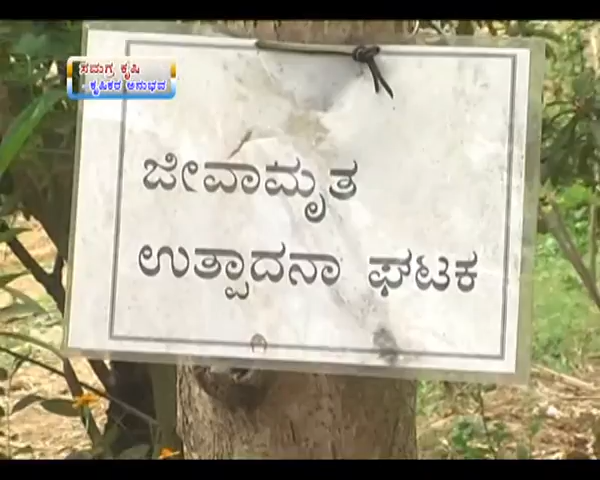 ಸಮಗ್ರ ಕೃಷಿ
ಕೃಷಿಕರ ಅನುಭವ
ಜೀವಾಮೃತ
ಉತ್ಪಾದನಾ ಘಟಕ